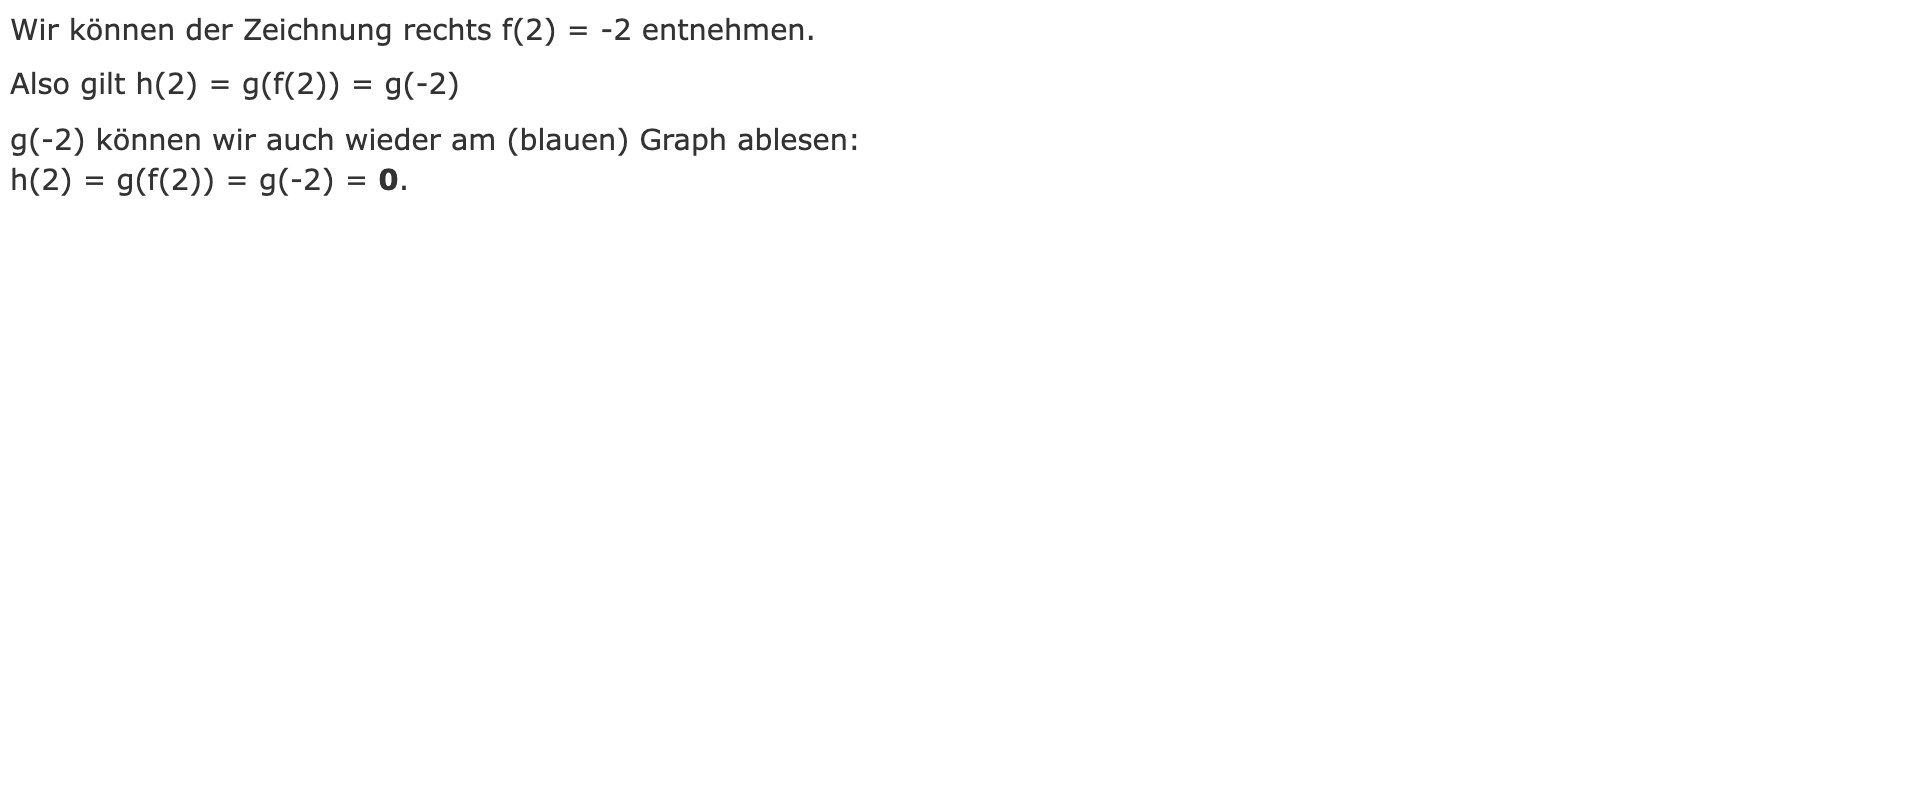 Wir können der Zeichnung rechts f(2) = -2 entnehmen.
Also gilt h(2) = g(f(2)) = g(-2)
g(-2) können wir auch wieder am (blauen) Graph ablesen:
h(2) = g(f(2)) = g(-2) = 0.